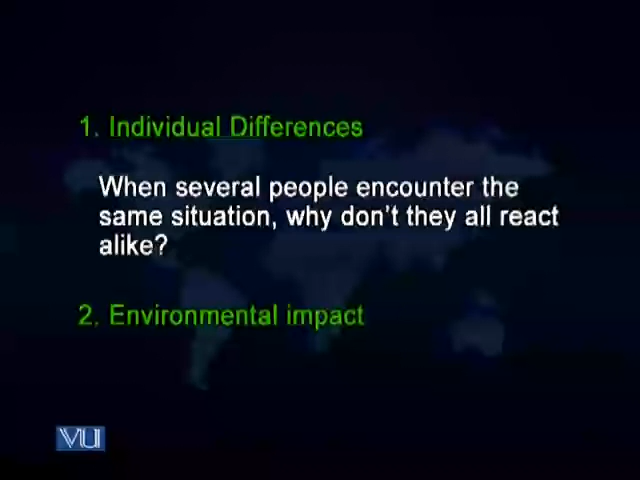 1. Individual Differences
When several people encounter the
same situation, why don't they all react
alike?
2. Environmental impact
VU